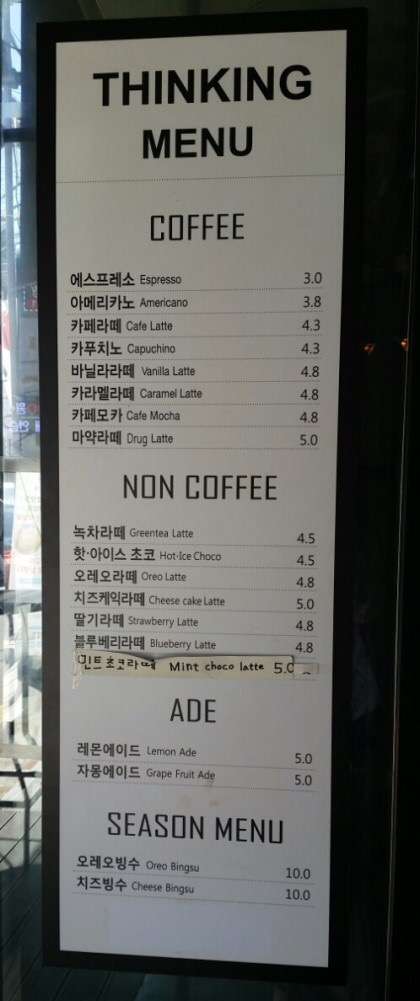 THINKING
MENU
COFFEE
에스프레소 Espresso 3.0
아메리카노 Americano 3.8
카페라떼 Cafe Latte 4.3
카푸치노 Capuchino 4.3
바닐라라떼 Vanilla Latte 4.8
카라멜라떼 Caramel Latte 4.8
카페모카 Cafe Mocha 4.8
마약라떼 Drug Latte 5.0
NON COFFEE
녹차라떼 Greentea Latte 4.5
핫·아이스 초코 Hot·Ice Choco 4.5
오레오라떼 Oreo Latte 4.8
치즈케익라떼 Cheese cake Latte 5.0
딸기라떼 Strawberry Latte 4.8
블루베리라떼 Blueberry Latte 4.8
민트초코라떼 Mint choco latte 5.0
ADE
레몬에이드 Lemon Ade 5.0
자몽에이드 Grape Fruit Ade 5.0
SEASON MENU
오레오빙수 Oreo Bingsu 10.0
치즈빙수 Cheese Bingsu 10.0